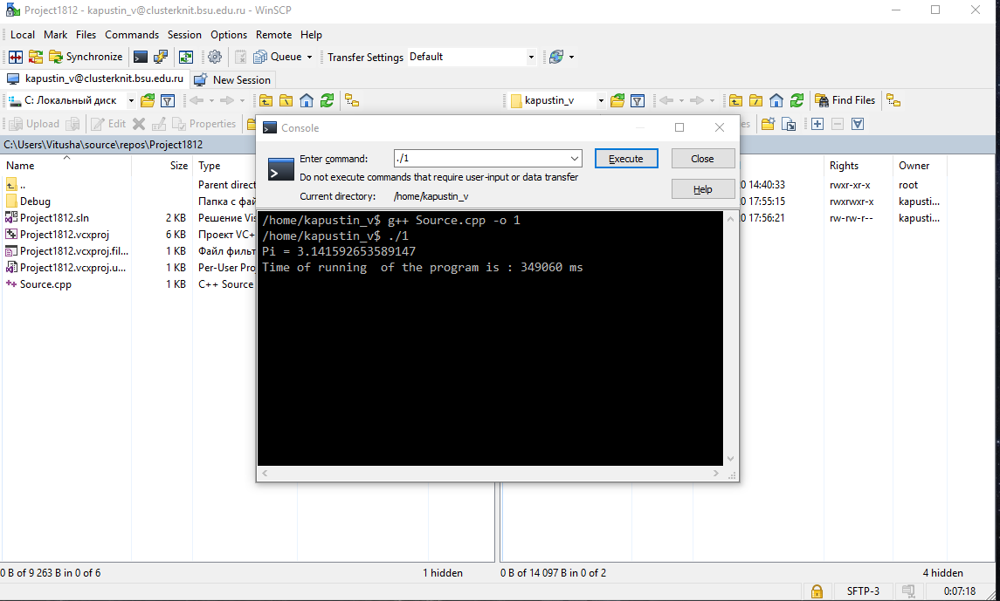 Project1812 - kapustin_v@clusterknit.bsu.edu.ru - WinSCP
Local Mark Files Commands Session Options Remote Help
Synchronize Queue Transfer Settings Default
kapustin_v@clusterknit.bsu.edu.ru New Session
C: Локальный диск kapustin_v Find Files
Upload Edit Properties
C:\Users\Vitusha\source\repos\Project1812
Name Size Type Rights Owner
.. Parent direct 0 14:40:33 rwxr-xr-x root
Debug Папка с фай 0 17:55:15 rwxrwxr-x kapusti...
Project1812.sln 2 KB Решение Vis 0 17:56:21 rw-rw-r-- kapusti...
Project1812.vcxproj 6 KB Проект VC+
Project1812.vcxproj.fil... 1 KB Файл фильт
Project1812.vcxproj.u... 1 KB Per-User Pro
Source.cpp 1 KB C++ Source
Console
Enter command: ./1 Execute Close
Do not execute commands that require user-input or data transfer
Current directory: /home/kapustin_v Help
/home/kapustin_v$ g++ Source.cpp -o 1
/home/kapustin_v$ ./1
Pi = 3.141592653589147
Time of running  of the program is : 349060 ms
0 B of 9 263 B in 0 of 6 1 hidden 0 B of 14 097 B in 0 of 2 4 hidden
SFTP-3 0:07:18